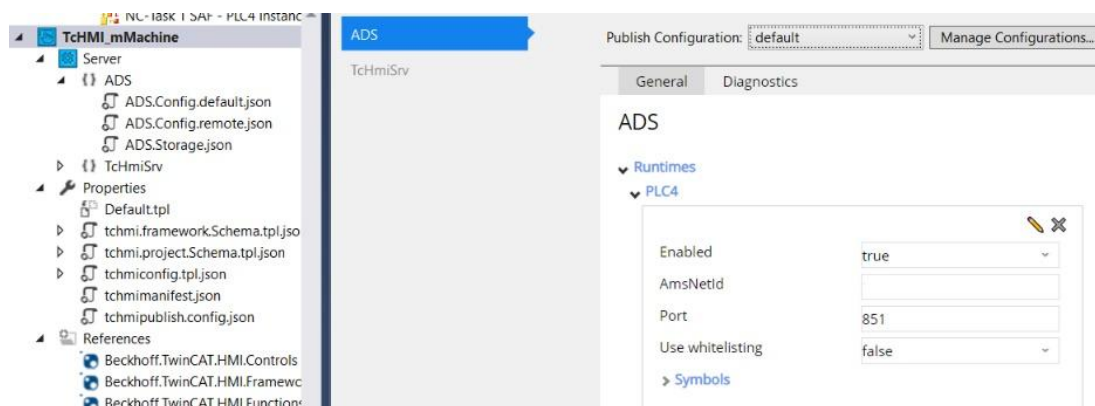 NC-Task 1 SAF - PLC4 Instanc
TcHMI_mMachine
Server
{} ADS
ADS.Config.default.json
ADS.Config.remote.json
ADS.Storage.json
{} TcHmiSrv
Properties
Default.tpl
tchmi.framework.Schema.tpl.jso
tchmi.project.Schema.tpl.json
tchmiconfig.tpl.json
tchmimanifest.json
tchmipublish.config.json
References
Beckhoff.TwinCAT.HMI.Controls
Beckhoff.TwinCAT.HMI.Framewc
Beckhoff.TwinCAT.HMI.Functions
ADS
TcHmiSrv
Publish Configuration: default Manage Configurations...
General Diagnostics
ADS
Runtimes
PLC4
Enabled true
AmsNetId
Port 851
Use whitelisting false
Symbols